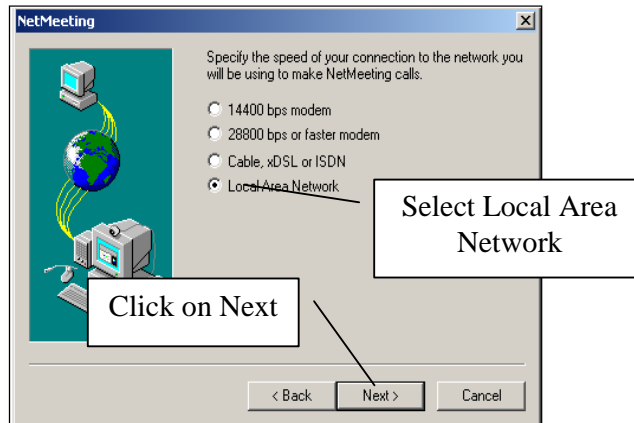 NetMeeting
Specify the speed of your connection to the network you
will be using to make NetMeeting calls.
14400 bps modem
28800 bps or faster modem
Cable, xDSL or ISDN
Local Area Network
Select Local Area
Network
Click on Next
< Back
Next >
Cancel